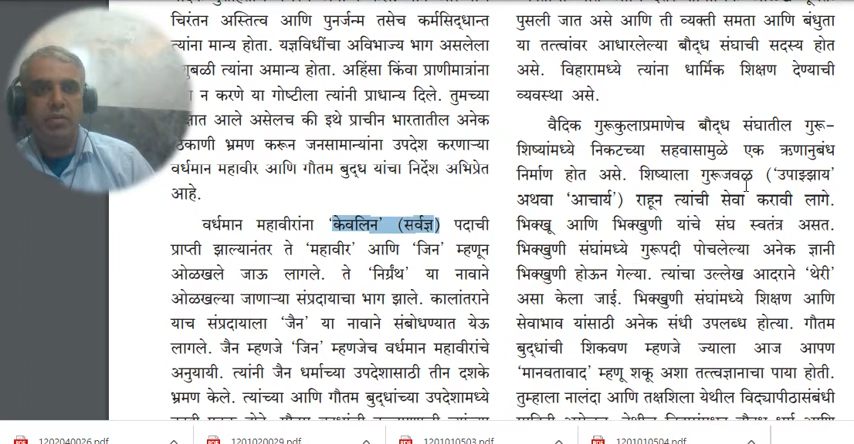 चिरंतन अस्तित्व आणि पुनर्जन्म तसेच कर्मसिद्धान्त
त्यांना मान्य होता. यज्ञविधींचा अविभाज्य भाग असलेला
त्यांना अमान्य होता. अहिंसा किंवा प्राणीमात्रांना
न करणे या गोष्टीला त्यांनी प्राधान्य दिले. तुमच्या
आले असेलच की इथे प्राचीन भारतातील अनेक
भ्रमण करून जनसामान्यांना उपदेश करणाऱ्या
वर्धमान महावीर आणि गौतम बुद्ध यांचा निर्देश अभिप्रेत
आहे.
वर्धमान महावीरांना ‘केवलिन’ (सर्वज्ञ) पदाची
प्राप्ती झाल्यानंतर ते ‘महावीर’ आणि ‘जिन’ म्हणून
ओळखले जाऊ लागले. ते ‘निर्ग्रंथ’ या नावाने
ओळखल्या जाणाऱ्या संप्रदायाचा भाग झाले. कालांतराने
याच संप्रदायाला ‘जैन’ या नावाने संबोधण्यात येऊ
लागले. जैन म्हणजे ‘जिन’ म्हणजेच वर्धमान महावीरांचे
अनुयायी. त्यांनी जैन धर्माच्या उपदेशासाठी तीन दशके
भ्रमण केले. त्यांच्या आणि गौतम बुद्धांच्या उपदेशामध्ये
पुसली जात असे आणि ती व्यक्ती समता आणि बंधुता
या तत्त्वांवर आधारलेल्या बौद्ध संघाची सदस्य होत
असे. विहारामध्ये त्यांना धार्मिक शिक्षण देण्याची
व्यवस्था असे.
वैदिक गुरूकुलाप्रमाणेच बौद्ध संघातील गुरू-
शिष्यांमध्ये निकटच्या सहवासामुळे एक ऋणानुबंध
निर्माण होत असे. शिष्याला गुरूजवळ (‘उपाझ्झाय’
अथवा ‘आचार्य’) राहून त्यांची सेवा करावी लागे.
भिक्खू आणि भिक्खुणी यांचे संघ स्वतंत्र असत.
भिक्खुणी संघांमध्ये गुरूपदी पोचलेल्या अनेक ज्ञानी
भिक्खुणी होऊन गेल्या. त्यांचा उल्लेख आदराने ‘थेरी’
असा केला जाई. भिक्खुणी संघांमध्ये शिक्षण आणि
सेवाभाव यांसाठी अनेक संधी उपलब्ध होत्या. गौतम
बुद्धांची शिकवण म्हणजे ज्याला आज आपण
‘मानवतावाद’ म्हणू शकू अशा तत्त्वज्ञानाचा पाया होती.
तुम्हाला नालंदा आणि तक्षशिला येथील विद्यापीठासंबंधी
1202040026.pdf
1201020029.pdf
1201010503.pdf
1201010504.pdf